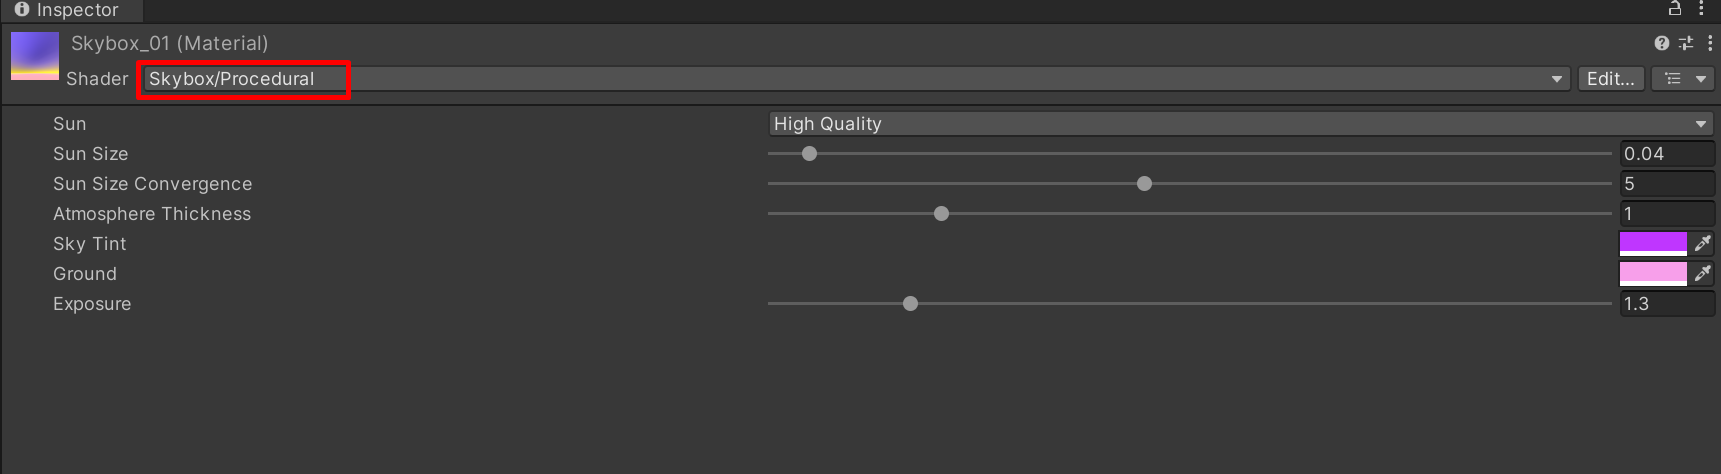 Inspector
Skybox_01 (Material)
Shader Skybox/Procedural Edit...
Sun High Quality
Sun Size 0.04
Sun Size Convergence 5
Atmosphere Thickness 1
Sky Tint
Ground
Exposure 1.3